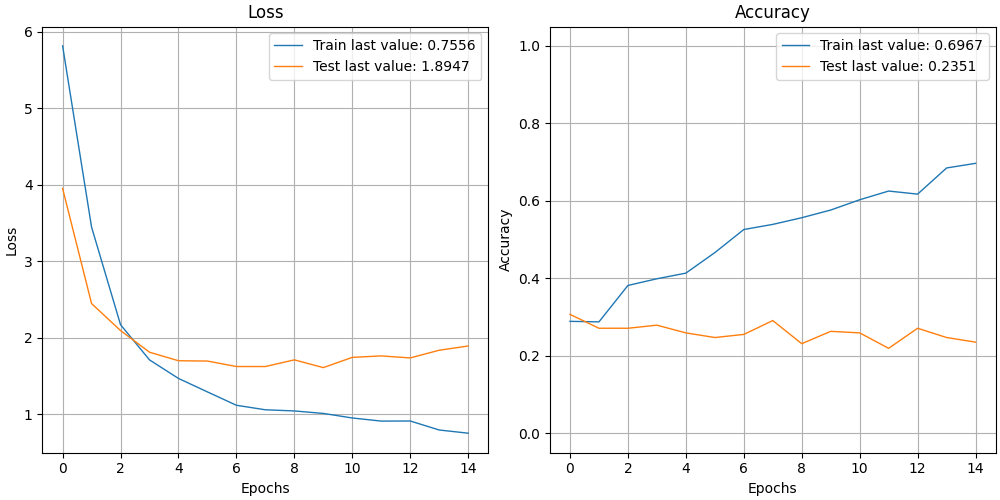 Loss
Train last value: 0.7556
Test last value: 1.8947
6
5
4
3
2
1
Loss
0 2 4 6 8 10 12 14
Epochs
Accuracy
Train last value: 0.6967
Test last value: 0.2351
1.0
0.8
0.6
0.4
0.2
0.0
Accuracy
0 2 4 6 8 10 12 14
Epochs